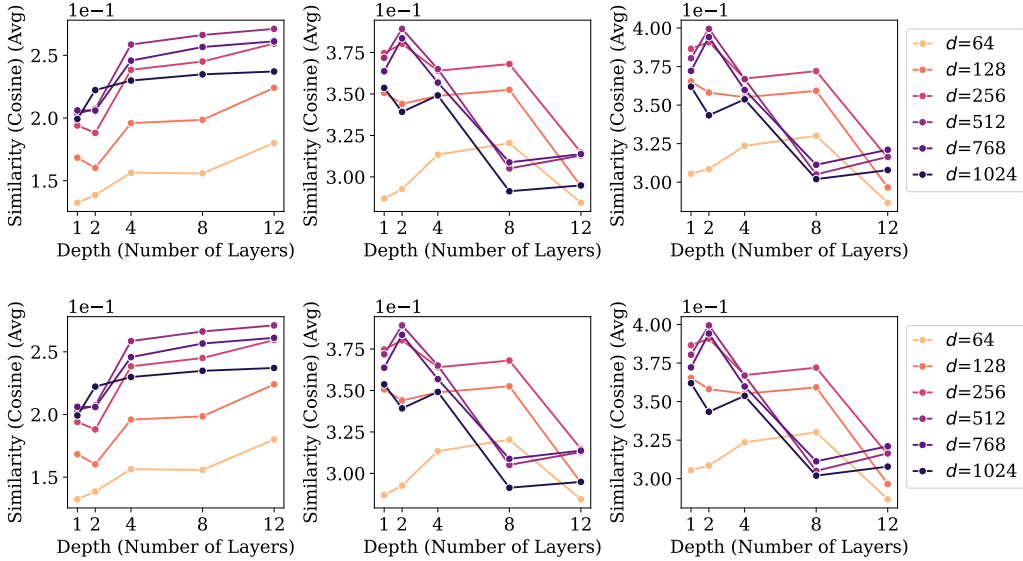 1e−1
1e−1
1e−1
Similarity (Cosine) (Avg)
2.5
2.0
1.5
1 2 4 8 12
Depth (Number of Layers)
Similarity (Cosine) (Avg)
3.75
3.50
3.25
3.00
1 2 4 8 12
Depth (Number of Layers)
Similarity (Cosine) (Avg)
4.00
3.75
3.50
3.25
3.00
1 2 4 8 12
Depth (Number of Layers)
d=64
d=128
d=256
d=512
d=768
d=1024
1e−1
1e−1
1e−1
Similarity (Cosine) (Avg)
2.5
2.0
1.5
1 2 4 8 12
Depth (Number of Layers)
Similarity (Cosine) (Avg)
3.75
3.50
3.25
3.00
1 2 4 8 12
Depth (Number of Layers)
Similarity (Cosine) (Avg)
4.00
3.75
3.50
3.25
3.00
1 2 4 8 12
Depth (Number of Layers)
d=64
d=128
d=256
d=512
d=768
d=1024